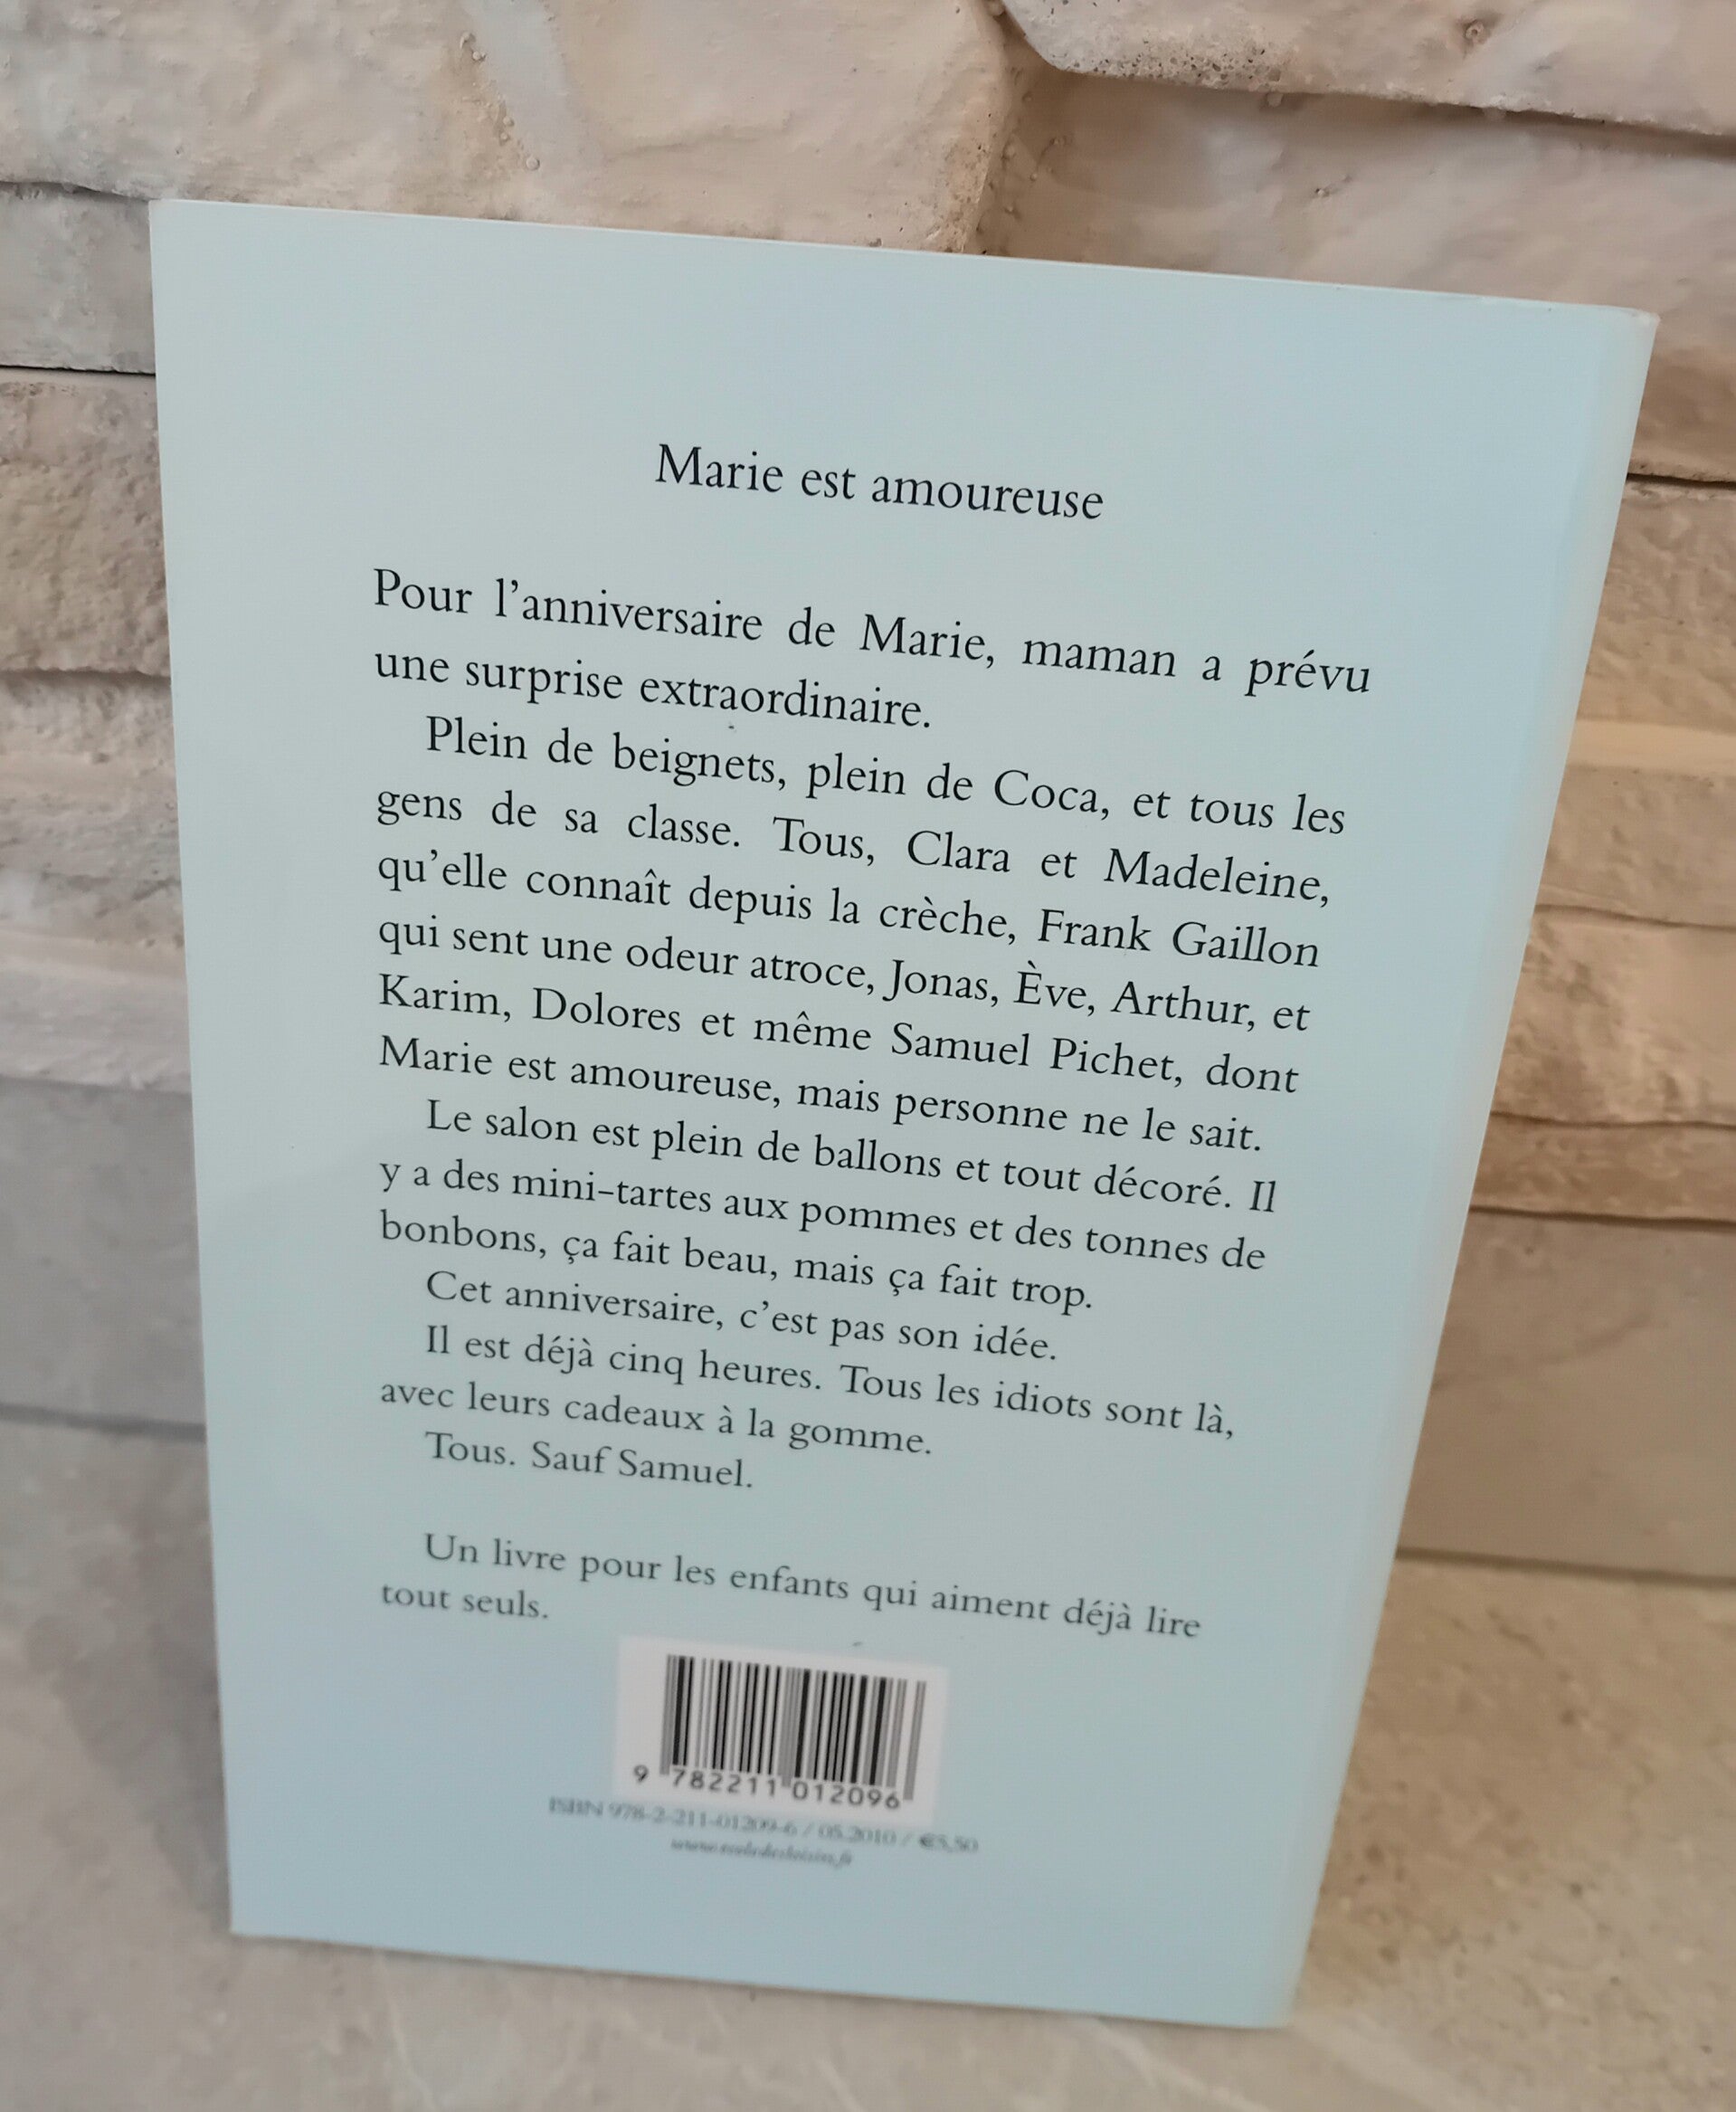 Marie est amoureuse
Pour l'anniversaire de Marie, maman a prévu
une surprise extraordinaire.
Plein de beignets, plein de Coca, et tous les
gens de sa classe. Tous, Clara et Madeleine,
qu'elle connaît depuis la crèche, Frank Gaillon
qui sent une odeur atroce, Jonas, Ève, Arthur, et
Karim, Dolores et même Samuel Pichet, dont
Marie est amoureuse, mais personne ne le sait.
Le salon est plein de ballons et tout décoré. Il
y a des mini-tartes aux pommes et des tonnes de
bonbons, ça fait beau, mais ça fait trop.
Cet anniversaire, c'est pas son idée.
Il est déjà cinq heures. Tous les idiots sont là,
avec leurs cadeaux à la gomme.
Tous. Sauf Samuel.
Un livre pour les enfants qui aiment déjà lire
tout seuls.
9 782211 012096
ISBN 978-2-211-01209-6 / 05.2010 / €5,50
www.ecoledesloisirs.fr